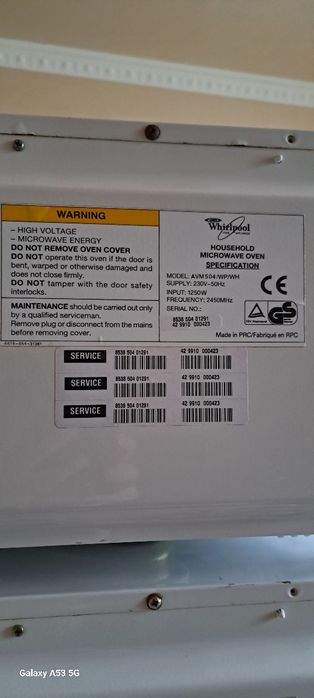 WARNING
– HIGH VOLTAGE
– MICROWAVE ENERGY
DO NOT REMOVE OVEN COVER
DO NOT operate this oven if the door is
bent, warped or otherwise damaged and
does not close firmly.
DO NOT tamper with the door safety
interlocks.
MAINTENANCE should be carried out only
by a qualified serviceman.
Remove plug or disconnect from the mains
before removing cover.
Whirlpool
HOUSEHOLD
MICROWAVE OVEN
SPECIFICATION
MODEL: AVM504/WP/WH
SUPPLY: 230V~50Hz
INPUT: 1250W
FREQUENCY: 2450MHz
SERIAL NO.:
8538 504 01291
42 9910 000423
CE
GS
Made in PRC/Fabriqué en RPC
SERVICE 8538 504 01291 42 9910 000423
SERVICE 8538 504 01291 42 9910 000423
SERVICE 8538 504 01291 42 9910 000423
Galaxy A53 5G